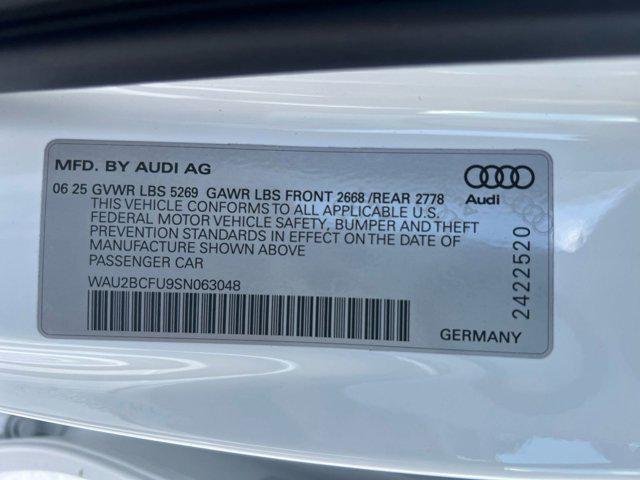 MFD. BY AUDI AG
06 25 GVWR LBS 5269 GAWR LBS FRONT 2668 /REAR 2778
THIS VEHICLE CONFORMS TO ALL APPLICABLE U.S.
FEDERAL MOTOR VEHICLE SAFETY, BUMPER AND THEFT
PREVENTION STANDARDS IN EFFECT ON THE DATE OF
MANUFACTURE SHOWN ABOVE
PASSENGER CAR
WAU2BCFU9SN063048
Audi
2422520
GERMANY